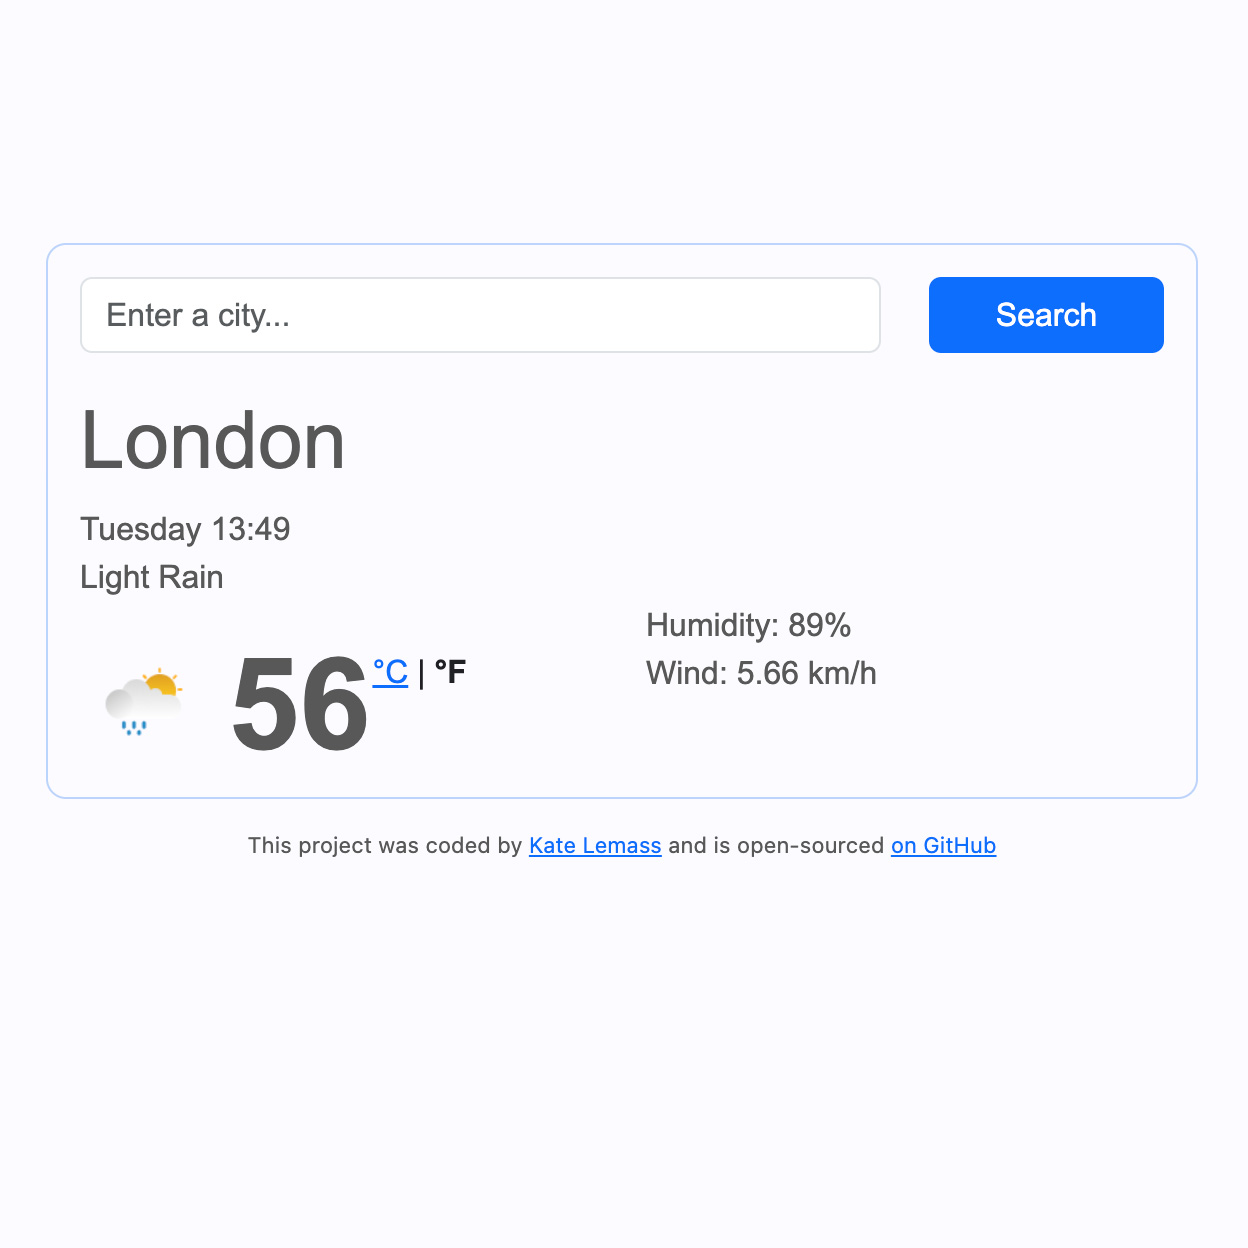 Enter a city...
Search
London
Tuesday 13:49
Light Rain
56 °C | °F
Humidity: 89%
Wind: 5.66 km/h
This project was coded by Kate Lemass and is open-sourced on GitHub